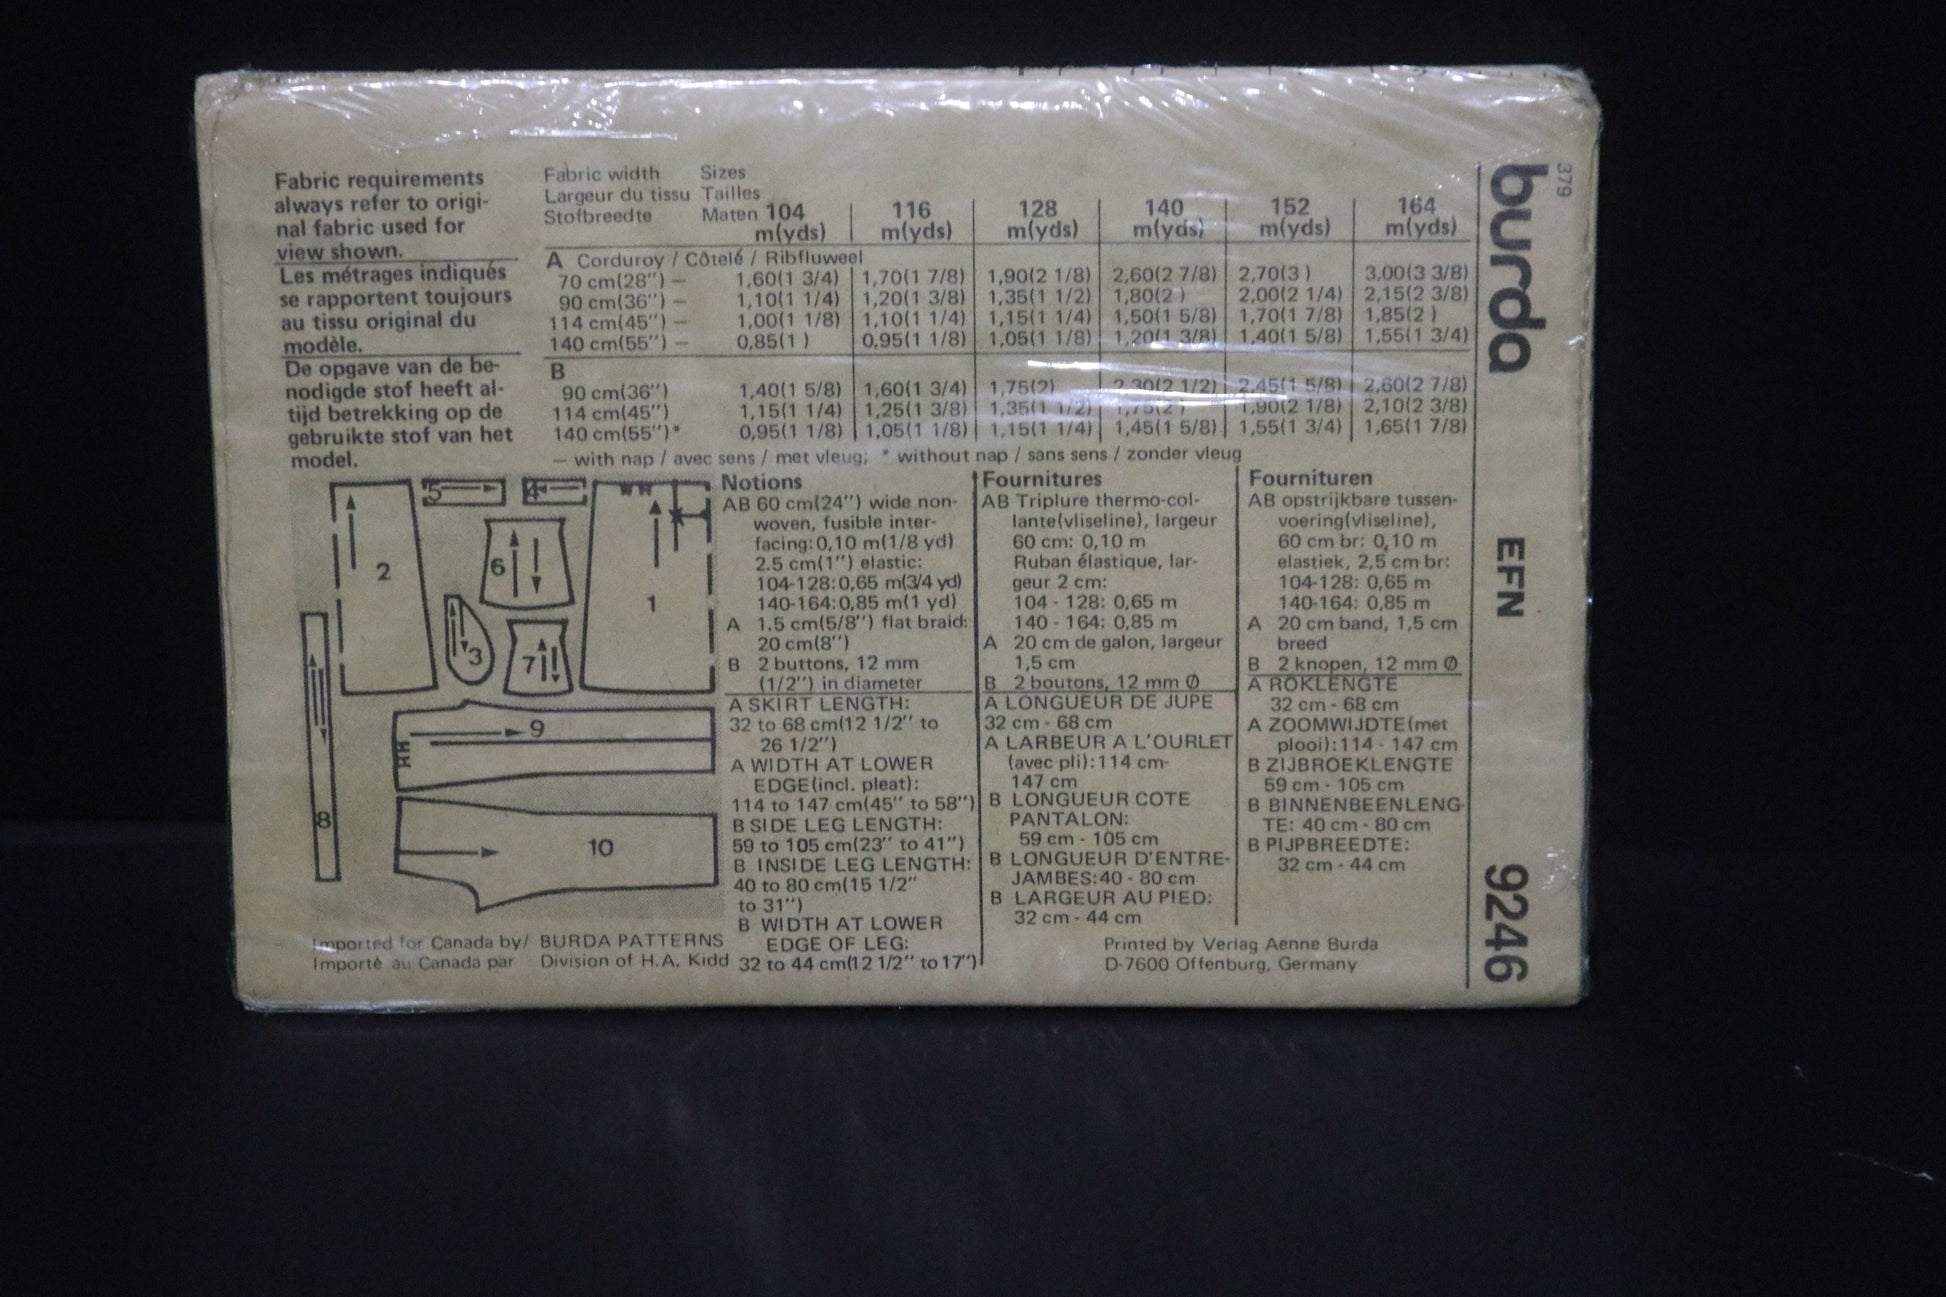 Fabric requirements
always refer to origi-
nal fabric used for
view shown.
Les métrages indiqués
se rapportent toujours
au tissu original du
modèle.
De opgave van de be-
nodigde stof heeft al-
tijd betrekking op de
gebruikte stof van het
model.
Fabric width Sizes
Largeur du tissu Tailles
Stofbreedte Maten 104 116 128 140 152 164
m(yds) m(yds) m(yds) m(yds) m(yds) m(yds)
A Corduroy / Côtelé / Ribfluweel
70 cm(28'') — 1,60(1 3/4) 1,70(1 7/8) 1,90(2 1/8) 2,60(2 7/8) 2,70(3 ) 3,00(3 3/8)
90 cm(36'') — 1,10(1 1/4) 1,20(1 3/8) 1,35(1 1/2) 1,80(2 ) 2,00(2 1/4) 2,15(2 3/8)
114 cm(45'') — 1,00(1 1/8) 1,10(1 1/4) 1,15(1 1/4) 1,50(1 5/8) 1,70(1 7/8) 1,85(2 )
140 cm(55'') — 0,85(1 ) 0,95(1 1/8) 1,05(1 1/8) 1,20(1 3/8) 1,40(1 5/8) 1,55(1 3/4)
B
90 cm(36'') 1,40(1 5/8) 1,60(1 3/4) 1,75(2) 2,30(2 1/2) 2,45(1 5/8) 2,60(2 7/8)
114 cm(45'') 1,15(1 1/4) 1,25(1 3/8) 1,35(1 1/2) 1,75(2 ) 1,90(2 1/8) 2,10(2 3/8)
140 cm(55'')* 0,95(1 1/8) 1,05(1 1/8) 1,15(1 1/4) 1,45(1 5/8) 1,55(1 3/4) 1,65(1 7/8)
— with nap / avec sens / met vleug; * without nap / sans sens / zonder vleug
5
4
2
6
1
3
7
9
8
10
Notions
AB 60 cm(24'') wide non-
woven, fusible inter-
facing: 0,10 m(1/8 yd)
2.5 cm(1'') elastic:
104-128: 0,65 m(3/4 yd)
140-164: 0,85 m(1 yd)
A 1.5 cm(5/8'') flat braid:
20 cm(8'')
B 2 buttons, 12 mm
(1/2'') in diameter
A SKIRT LENGTH:
32 to 68 cm(12 1/2'' to
26 1/2'')
A WIDTH AT LOWER
EDGE(incl. pleat):
114 to 147 cm(45'' to 58'')
B SIDE LEG LENGTH:
59 to 105 cm(23'' to 41'')
B INSIDE LEG LENGTH:
40 to 80 cm(15 1/2''
to 31'')
B WIDTH AT LOWER
EDGE OF LEG:
32 to 44 cm(12 1/2'' to 17'')
Fournitures
AB Triplure thermo-col-
lante(vliseline), largeur
60 cm: 0,10 m
Ruban élastique, lar-
geur 2 cm:
104 - 128: 0,65 m
140 - 164: 0,85 m
A 20 cm de galon, largeur
1,5 cm
B 2 boutons, 12 mm Ø
A LONGUEUR DE JUPE
32 cm - 68 cm
A LARBEUR A L'OURLET
(avec pli): 114 cm-
147 cm
B LONGUEUR COTE
PANTALON:
59 cm - 105 cm
B LONGUEUR D'ENTRE-
JAMBES: 40 - 80 cm
B LARGEUR AU PIED:
32 cm - 44 cm
Fournituren
AB opstrijkbare tussen-
voering(vliseline),
60 cm br: 0,10 m
elastiek, 2,5 cm br:
104-128: 0,65 m
140-164: 0,85 m
A 20 cm band, 1,5 cm
breed
B 2 knopen, 12 mm Ø
A ROKLENGTE
32 cm - 68 cm
A ZOOMWIJDTE(met
plooi): 114 - 147 cm
B ZIJBROEKLENGTE
59 cm - 105 cm
B BINNENBEENLENG-
TE: 40 cm - 80 cm
B PIJPBREEDTE:
32 cm - 44 cm
Imported for Canada by/ BURDA PATTERNS
Importé au Canada par Division of H.A. Kidd
Printed by Verlag Aenne Burda
D-7600 Offenburg, Germany
379
burda
EFN
9246